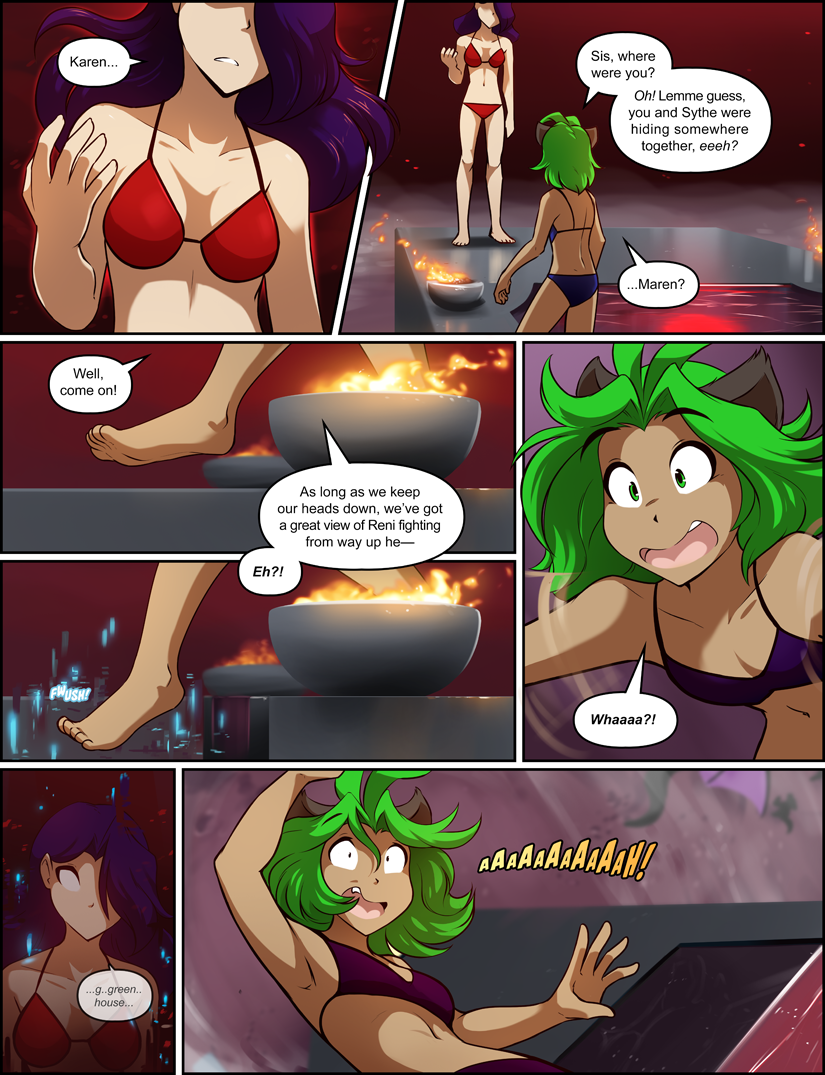 Karen...
Sis, where
were you?
Oh! Lemme guess,
you and Sythe were
hiding somewhere
together, eeeh?
...Maren?
Well,
come on!
As long as we keep
our heads down, we've got
a great view of Reni fighting
from way up he—
Eh?!
FWUSH!
Whaaaa?!
...g..green..
house...
AAAAAAAAAAH!